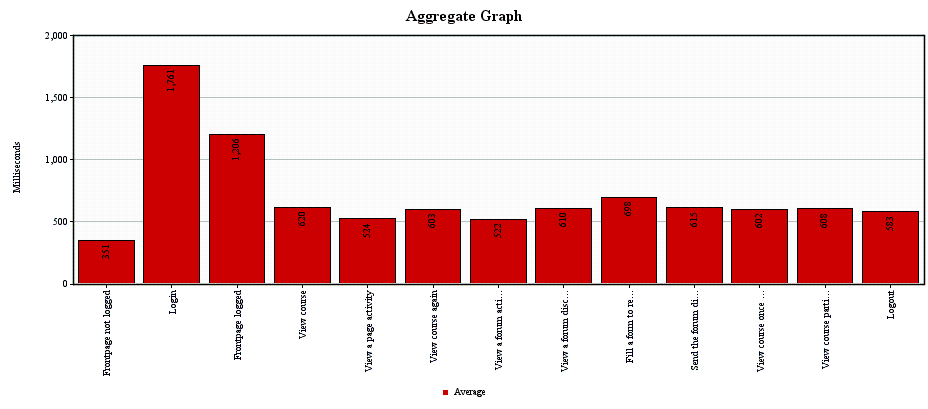 Aggregate Graph
Milliseconds
2,000
1,500
1,000
500
0
351
1,761
1,206
620
524
603
522
610
698
615
602
608
583
Frontpage not logged
Login
Frontpage logged
View course
View a page activity
View course again
View a forum acti...
View a forum disc...
Fill a form to re...
Send the forum di...
View course once ...
View course parti...
Logout
Average